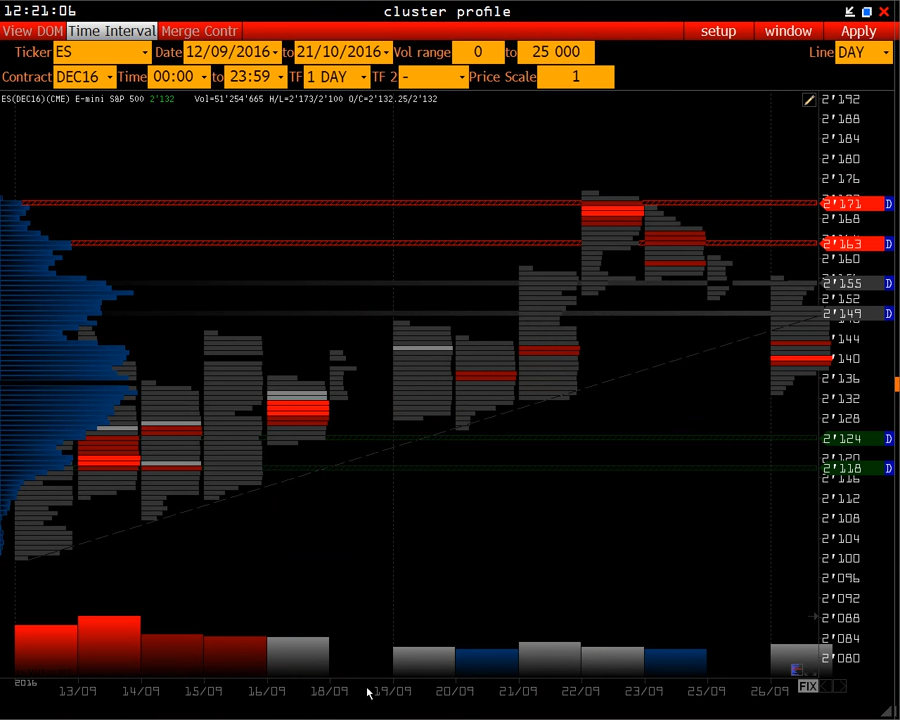 12:21:06 cluster profile
View DOM Time Interval Merge Contr setup window Apply
Ticker ES Date 12/09/2016 to 21/10/2016 Vol range 0 to 25 000 Line DAY
Contract DEC16 Time 00:00 to 23:59 TF 1 DAY TF 2 - Price Scale 1
ES(DEC16)(CME) E-mini S&P 500 2'132 Vol=51'254'665 H/L=2'173/2'100 O/C=2'132.25/2'132
2'192
2'188
2'184
2'180
2'176
2'171 D
2'168
2'163 D
2'160
2'155 D
2'152
2'149 D
2'144
2'140
2'136
2'132
2'128
2'124 D
2'120
2'118 D
2'116
2'112
2'108
2'104
2'100
2'096
2'092
2'088
2'084
2'080
2016 13/09 14/09 15/09 16/09 18/09 19/09 20/09 21/09 22/09 23/09 25/09 26/09 FIX